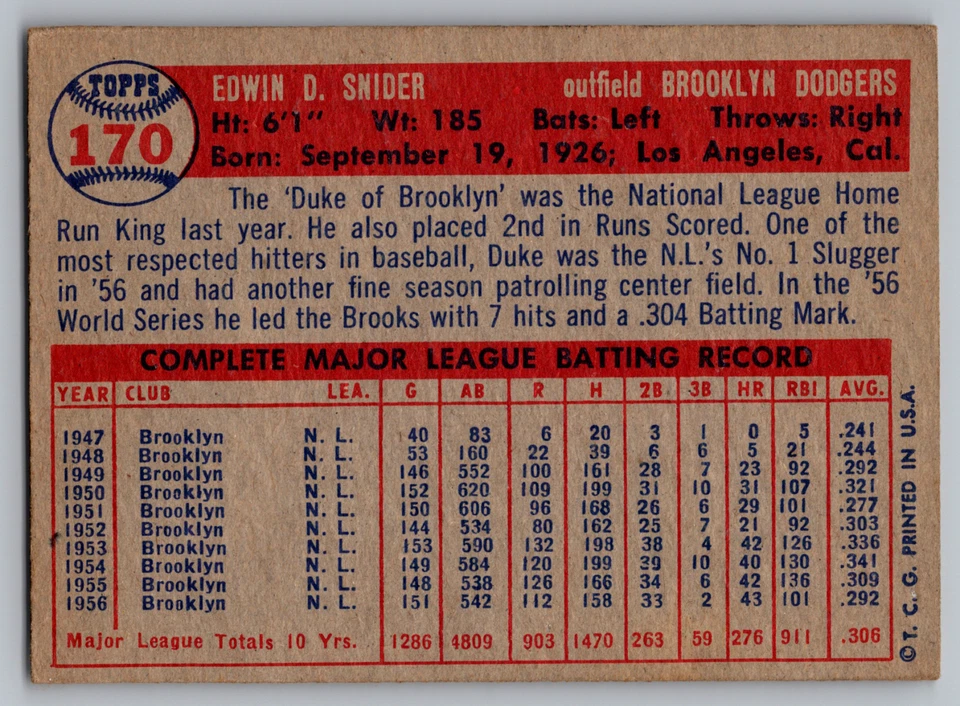 TOPPS
170
EDWIN D. SNIDER outfield BROOKLYN DODGERS
Ht: 6'1" Wt: 185 Bats: Left Throws: Right
Born: September 19, 1926; Los Angeles, Cal.
The 'Duke of Brooklyn' was the National League Home
Run King last year. He also placed 2nd in Runs Scored. One of the
most respected hitters in baseball, Duke was the N.L.'s No. 1 Slugger
in '56 and had another fine season patrolling center field. In the '56
World Series he led the Brooks with 7 hits and a .304 Batting Mark.
COMPLETE MAJOR LEAGUE BATTING RECORD
YEAR CLUB LEA. G AB R H 2B 3B HR RBI AVG.
1947 Brooklyn N. L. 40 83 6 20 3 1 0 5 .241
1948 Brooklyn N. L. 53 160 22 39 6 6 5 21 .244
1949 Brooklyn N. L. 146 552 100 161 28 7 23 92 .292
1950 Brooklyn N. L. 152 620 109 199 31 10 31 107 .321
1951 Brooklyn N. L. 150 606 96 168 26 6 29 101 .277
1952 Brooklyn N. L. 144 534 80 162 25 7 21 92 .303
1953 Brooklyn N. L. 153 590 132 198 38 4 42 126 .336
1954 Brooklyn N. L. 149 584 120 199 39 10 40 130 .341
1955 Brooklyn N. L. 148 538 126 166 34 6 42 136 .309
1956 Brooklyn N. L. 151 542 112 158 33 2 43 101 .292
Major League Totals 10 Yrs. 1286 4809 903 1470 263 59 276 911 .306
© T. C. G. PRINTED IN U.S.A.